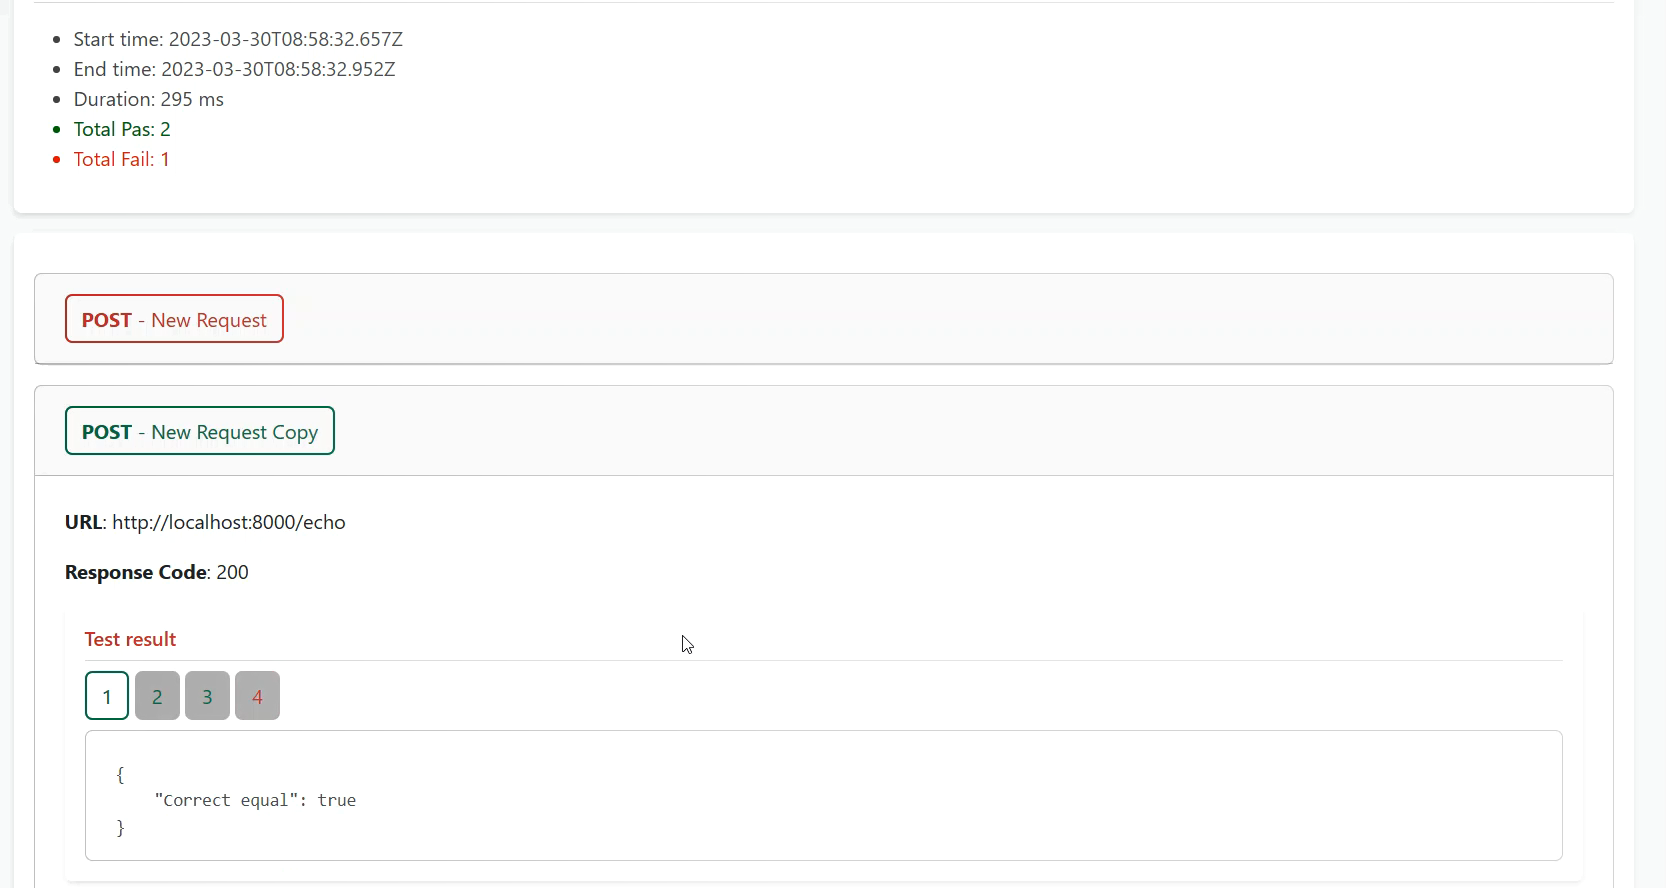 Start time: 2023-03-30T08:58:32.657Z
End time: 2023-03-30T08:58:32.952Z
Duration: 295 ms
Total Pas: 2
Total Fail: 1
POST - New Request
POST - New Request Copy
URL: http://localhost:8000/echo
Response Code: 200
Test result
1 2 3 4
{
    "Correct equal": true
}